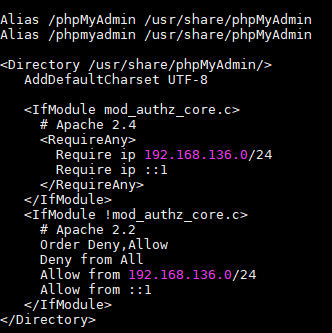 Alias /phpMyAdmin /usr/share/phpMyAdmin
Alias /phpmyadmin /usr/share/phpMyAdmin
<Directory /usr/share/phpMyAdmin/>
AddDefaultCharset UTF-8
<IfModule mod_authz_core.c>
# Apache 2.4
<RequireAny>
Require ip 192.168.136.0/24
Require ip ::1
</RequireAny>
</IfModule>
<IfModule !mod_authz_core.c>
# Apache 2.2
Order Deny,Allow
Deny from All
Allow from 192.168.136.0/24
Allow from ::1
</IfModule>
</Directory>